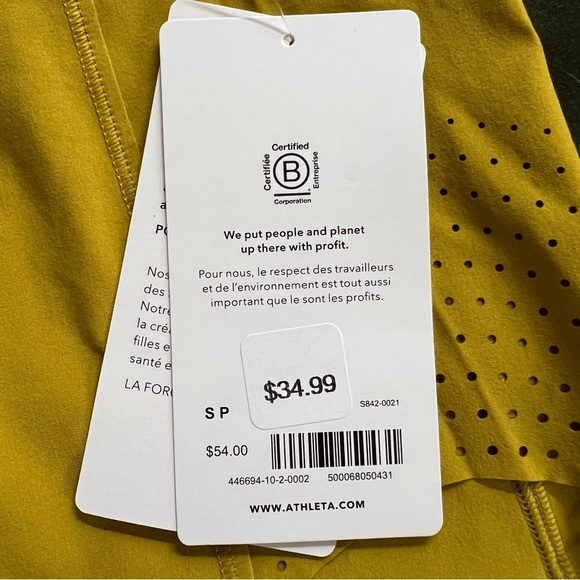 Certified
Certifiée
B
Entreprise
Corporation
We put people and planet
up there with profit.
Pour nous, le respect des travailleurs
et de l'environnement est tout aussi
important que le sont les profits.
$34.99
S P
S842-0021
$54.00
446694-10-2-0002 500068050431
WWW.ATHLETA.COM
Nos
des
Notre
la cré
filles e
santé e
LA FOR